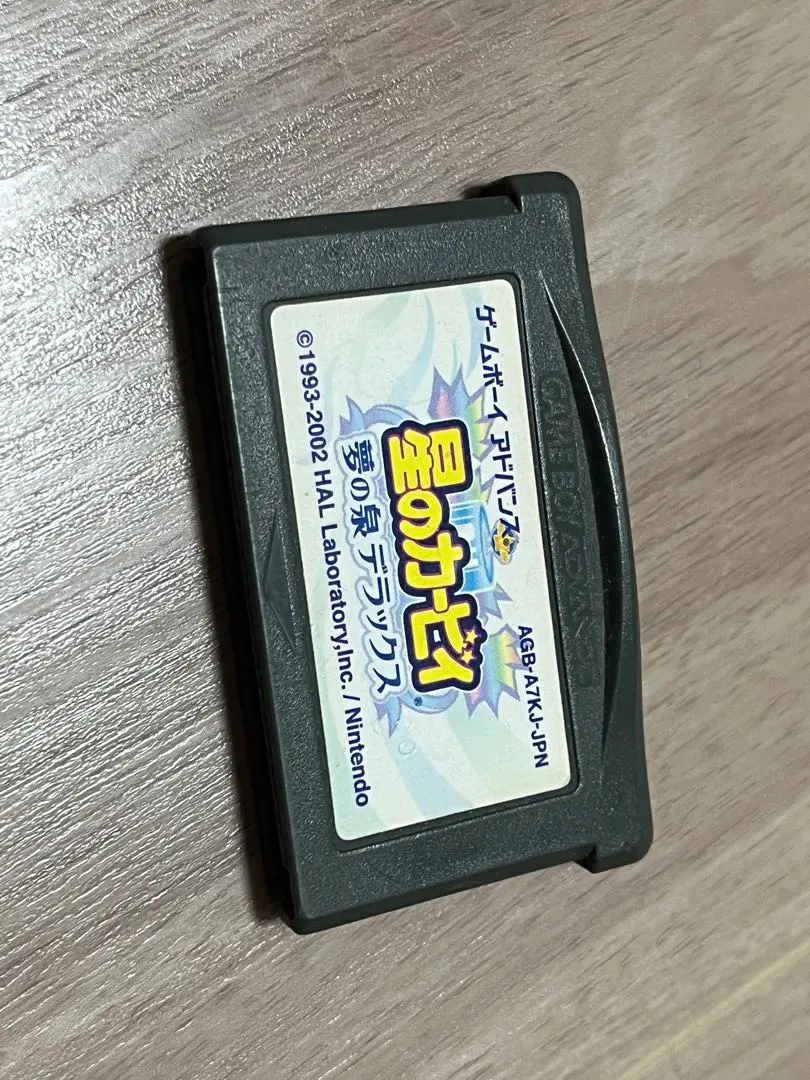 GAME BOY ADVANCE
ゲームボーイ アドバンス
AGB-A7KJ-JPN
星のカービィ
夢の泉 デラックス®
©1993-2002 HAL Laboratory,Inc. / Nintendo